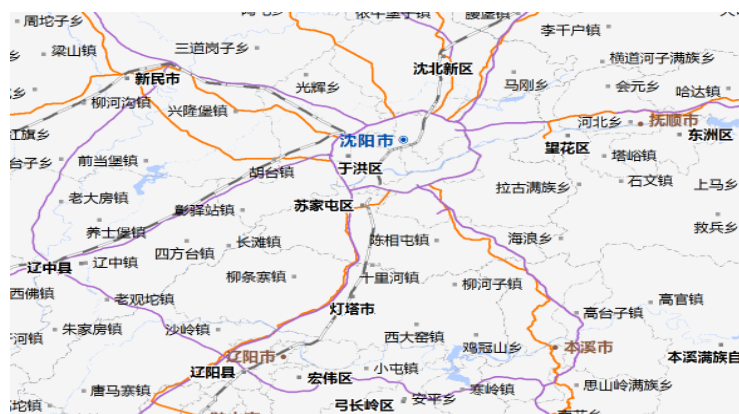 周坨子乡
梁山镇
三道岗子乡
李千户镇
沈北新区
横道河子满族乡
新民市
光辉乡
马刚乡
会元乡
哈达镇
柳河沟镇
兴隆堡镇
河北乡
抚顺市
沈阳市
东洲区
望花区
前当堡镇
于洪区
塔峪镇
胡台镇
石文镇
拉古满族乡
上马乡
老大房镇
苏家屯区
彰驿站镇
救兵乡
养士堡镇
陈相屯镇
海浪乡
四方台镇
长滩镇
辽中县
辽中镇
柳条寨镇
十里河镇
柳河子镇
西佛镇
老观坨镇
灯塔市
高台子镇
高官镇
朱家房镇
沙岭镇
西大窑镇
鸡冠山乡
本溪市
辽阳市
本溪满族自
辽阳县
小屯镇
宏伟区
唐马寨镇
寒岭镇
思山岭满族乡
安平乡
弓长岭区